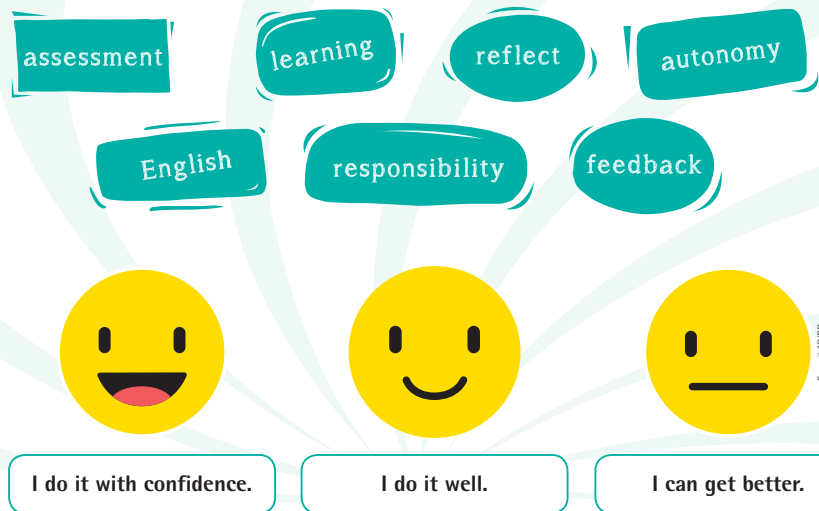 assessment
learning
reflect
autonomy
English
responsibility
feedback
I do it with confidence.
I do it well.
I can get better.